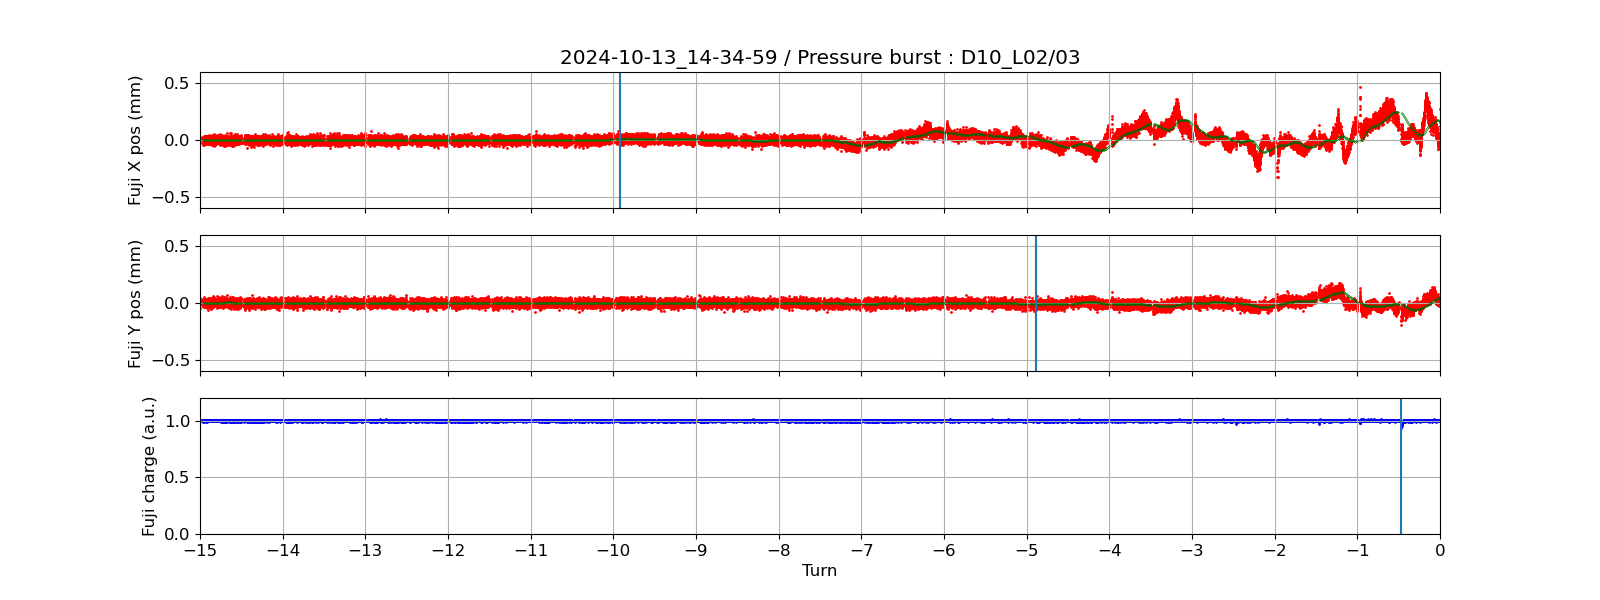 2024-10-13_14-34-59 / Pressure burst : D10_L02/03
Fuji X pos (mm)
0.5
0.0
−0.5
−15 −14 −13 −12 −11 −10 −9 −8 −7 −6 −5 −4 −3 −2 −1 0
Fuji Y pos (mm)
0.5
0.0
−0.5
Fuji charge (a.u.)
1.0
0.5
0.0
Turn